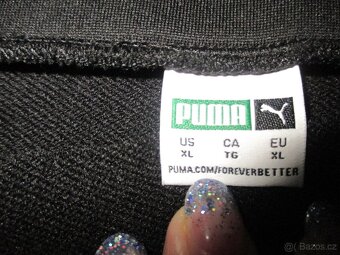 PUMA
US CA EU
XL TG XL
PUMA.COM/FOREVERBETTER
Bazos.cz